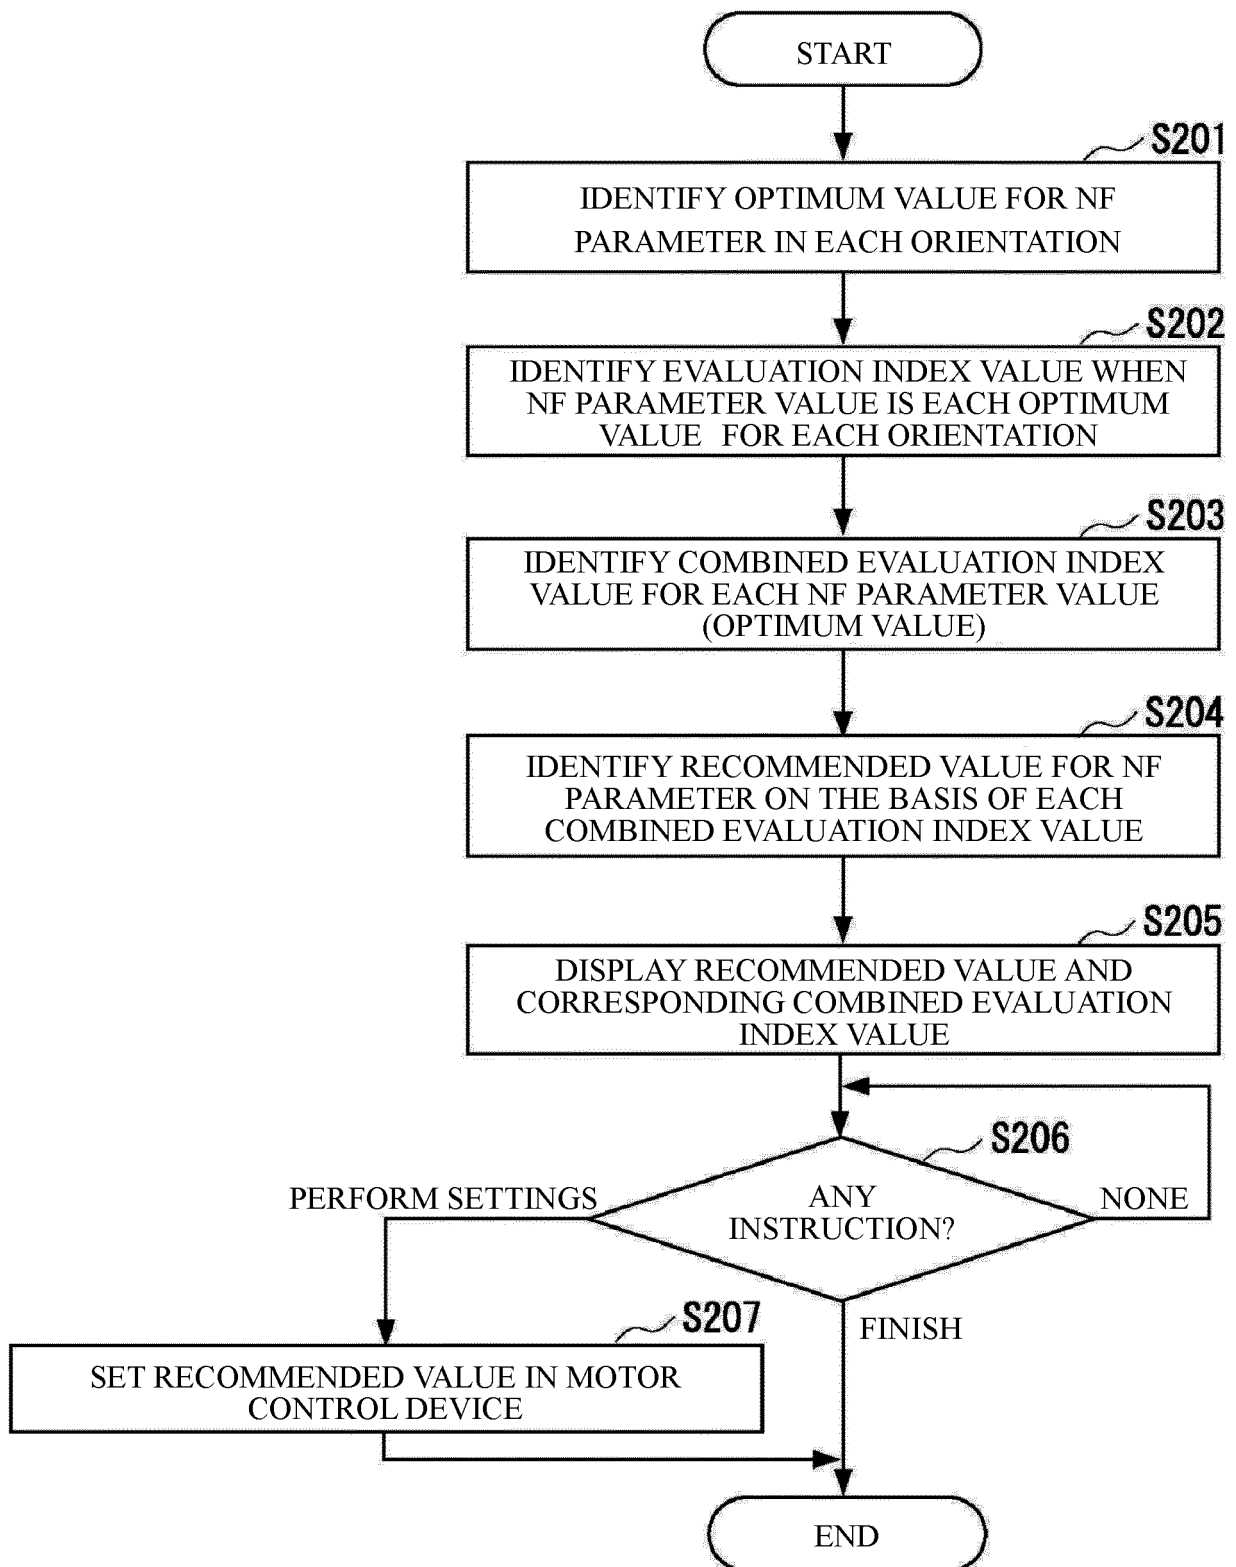 START
S201
IDENTIFY OPTIMUM VALUE FOR NF
PARAMETER IN EACH ORIENTATION
S202
IDENTIFY EVALUATION INDEX VALUE WHEN
NF PARAMETER VALUE IS EACH OPTIMUM
VALUE FOR EACH ORIENTATION
S203
IDENTIFY COMBINED EVALUATION INDEX
VALUE FOR EACH NF PARAMETER VALUE
(OPTIMUM VALUE)
S204
IDENTIFY RECOMMENDED VALUE FOR NF
PARAMETER ON THE BASIS OF EACH
COMBINED EVALUATION INDEX VALUE
S205
DISPLAY RECOMMENDED VALUE AND
CORRESPONDING COMBINED EVALUATION
INDEX VALUE
S206
PERFORM SETTINGS
ANY
INSTRUCTION?
NONE
S207
FINISH
SET RECOMMENDED VALUE IN MOTOR
CONTROL DEVICE
END